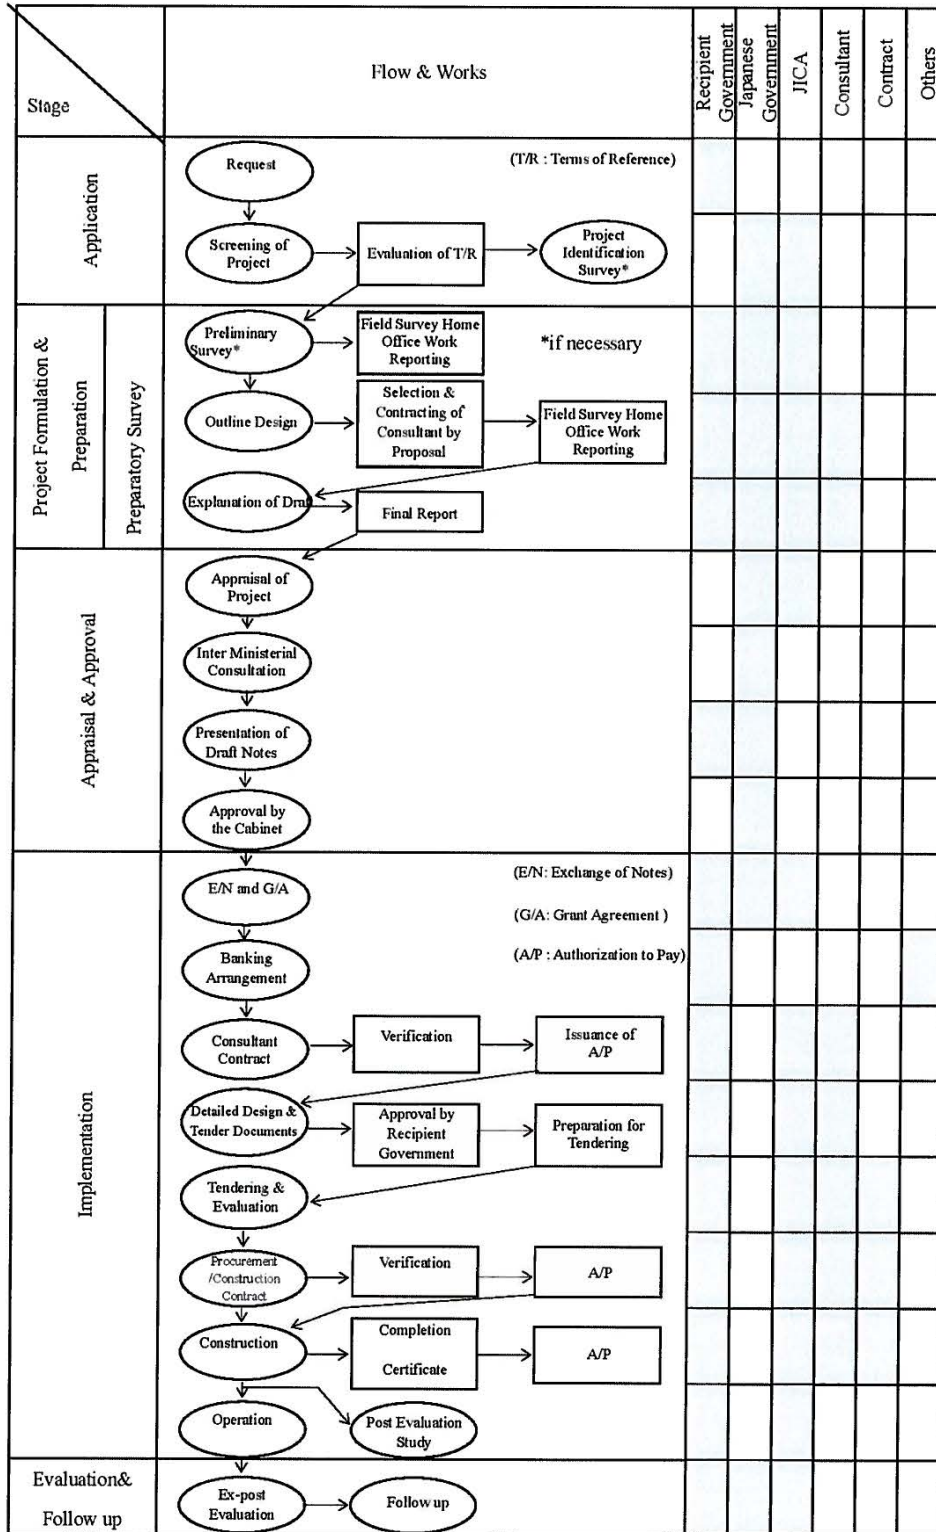 Stage
Flow & Works
Recipient
Government
Japanese
Government
JICA
Consultant
Contract
Others
Application
Request
(T/R : Terms of Reference)
Screening of
Project
Evaluation of T/R
Project
Identification
Survey*
Project Formulation &
Preparation
Preparatory Survey
Preliminary
Survey*
Field Survey Home
Office Work
Reporting
*if necessary
Outline Design
Selection &
Contracting of
Consultant by
Proposal
Field Survey Home
Office Work
Reporting
Explanation of Draft
Final Report
Appraisal & Approval
Appraisal of
Project
Inter Ministerial
Consultation
Presentation of
Draft Notes
Approval by
the Cabinet
Implementation
E/N and G/A
(E/N: Exchange of Notes)
(G/A: Grant Agreement )
(A/P : Authorization to Pay)
Banking
Arrangement
Consultant
Contract
Verification
Issuance of
A/P
Detailed Design &
Tender Documents
Approval by
Recipient
Government
Preparation for
Tendering
Tendering &
Evaluation
Procurement
/Construction
Contract
Verification
A/P
Construction
Completion
Certificate
A/P
Operation
Post Evaluation
Study
Evaluation&
Follow up
Ex-post
Evaluation
Follow up